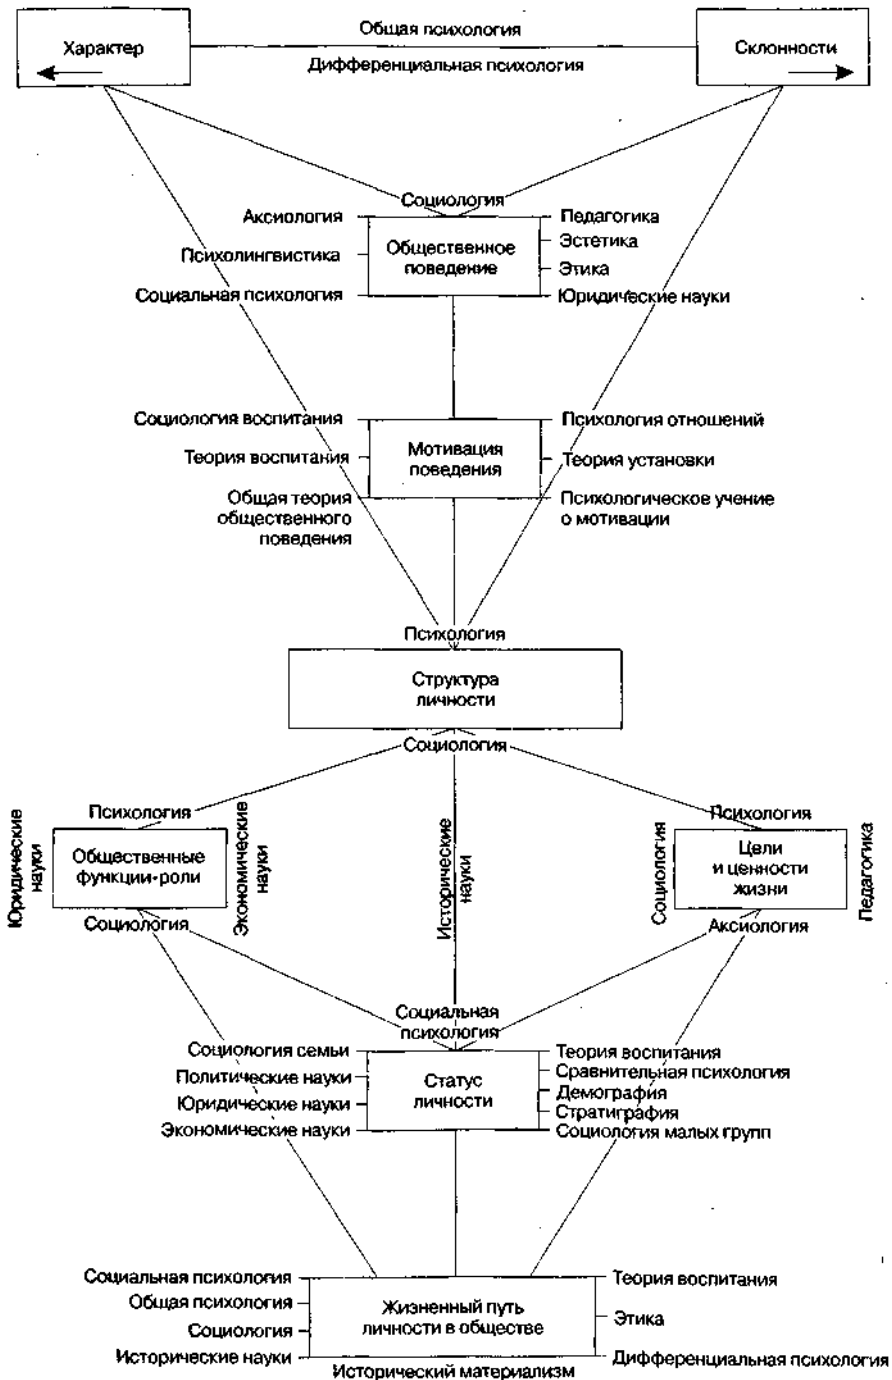 Общая психология
Характер
Склонности
Дифференциальная психология
Социология
Аксиология
Педагогика
Общественное
поведение
Эстетика
Психолингвистика
Этика
Социальная психология
Юридические науки
Социология воспитания
Психология отношений
Мотивация
поведения
Теория воспитания
Теория установки
Общая теория
общественного
поведения
Психологическое учение
о мотивации
Психология
Структура
личности
Социология
Психология
Психология
Юридические
науки
Общественные
функции-роли
Экономические
науки
Исторические
науки
Социология
Цели
и ценности
жизни
Педагогика
Социология
Аксиология
Социальная
психология
Социология семьи
Политические науки
Юридические науки
Экономические науки
Статус
личности
Теория воспитания
Сравнительная психология
Демография
Стратиграфия
Социология малых групп
Социальная психология
Общая психология
Социология
Исторические науки
Жизненный путь
личности в обществе
Теория воспитания
Этика
Дифференциальная психология
Исторический материализм